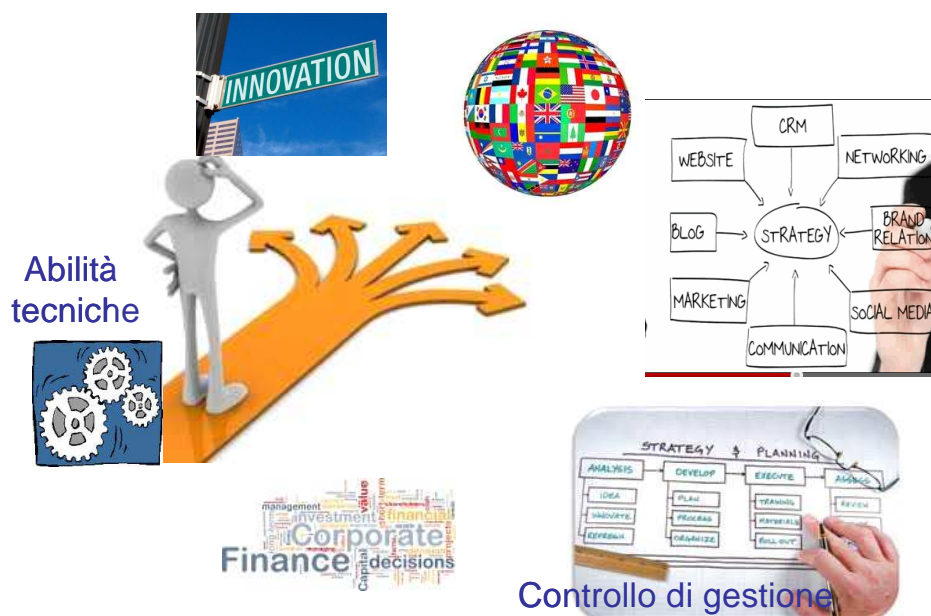 INNOVATION
CRM
WEBSITE
NETWORKING
BLOG
STRATEGY
BRAND
RELATION
MARKETING
SOCIAL MEDIA
COMMUNICATION
Abilità
tecniche
STRATEGY & PLANNING
ANALYSIS
DEVELOP
EXECUTE
ASSESS
IDEA
PLAN
TRAINING
REVIEW
INNOVATE
PROCESS
MATERIALS
ORGANIZE
ROLL OUT
management
value
investment
financial
Corporate
Finance
Capital
decisions
projects
Controllo di gestione